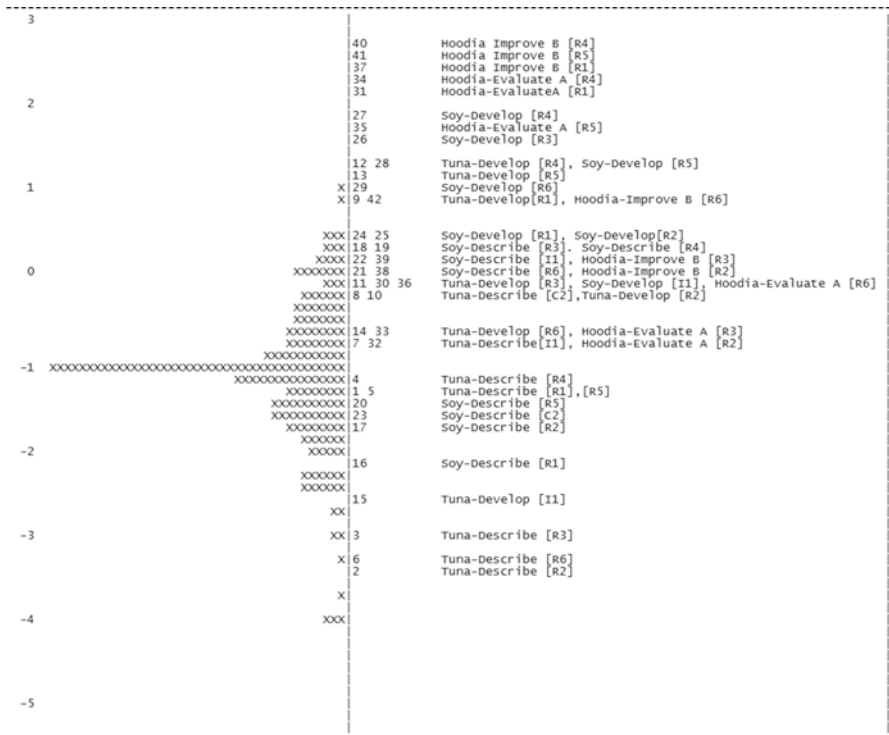 3
|40 Hoodia Improve B [R4]
|41 Hoodia Improve B [R5]
|37 Hoodia Improve B [R1]
|34 Hoodia-Evaluate A [R4]
|31 Hoodia-EvaluateA [R1]
2
|27 Soy-Develop [R4]
|35 Hoodia-Evaluate A [R5]
|26 Soy-Develop [R3]
|12 28 Tuna-Develop [R4], Soy-Develop [R5]
|13 Tuna-Develop [R5]
1 X|29 Soy-Develop [R6]
X|9 42 Tuna-Develop[R1], Hoodia-Improve B [R6]
XXX|24 25 Soy-Develop [R1], Soy-Develop[R2]
XXX|18 19 Soy-Describe [R3]. Soy-Describe [R4]
XXXX|22 39 Soy-Describe [I1], Hoodia-Improve B [R3]
0 XXXXXXX|21 38 Soy-Describe [R6], Hoodia-Improve B [R2]
XXX|11 30 36 Tuna-Develop [R3], Soy-Develop [I1], Hoodia-Evaluate A [R6]
XXXXXX|8 10 Tuna-Describe [C2],Tuna-Develop [R2]
XXXXXXX|
XXXXXXX|
XXXXXXXX|14 33 Tuna-Develop [R6], Hoodia-Evaluate A [R3]
XXXXXXXX|7 32 Tuna-Describe[I1], Hoodia-Evaluate A [R2]
XXXXXXXXXXX|
-1 XXXXXXXXXXXXXXXXXXXXXXXXXXXXXXXXXXXXXXXX|
XXXXXXXXXXXXXXX|4 Tuna-Describe [R4]
XXXXXXXX|1 5 Tuna-Describe [R1],[R5]
XXXXXXXXXX|20 Soy-Describe [R5]
XXXXXXXXXX|23 Soy-Describe [C2]
XXXXXXXX|17 Soy-Describe [R2]
XXXXXX|
-2 XXXXX|
|16 Soy-Describe [R1]
XXXXXX|
XXXXXX|
|15 Tuna-Develop [I1]
XX|
-3 XX|3 Tuna-Describe [R3]
X|6 Tuna-Describe [R6]
|2 Tuna-Describe [R2]
X|
-4 XXX|
-5